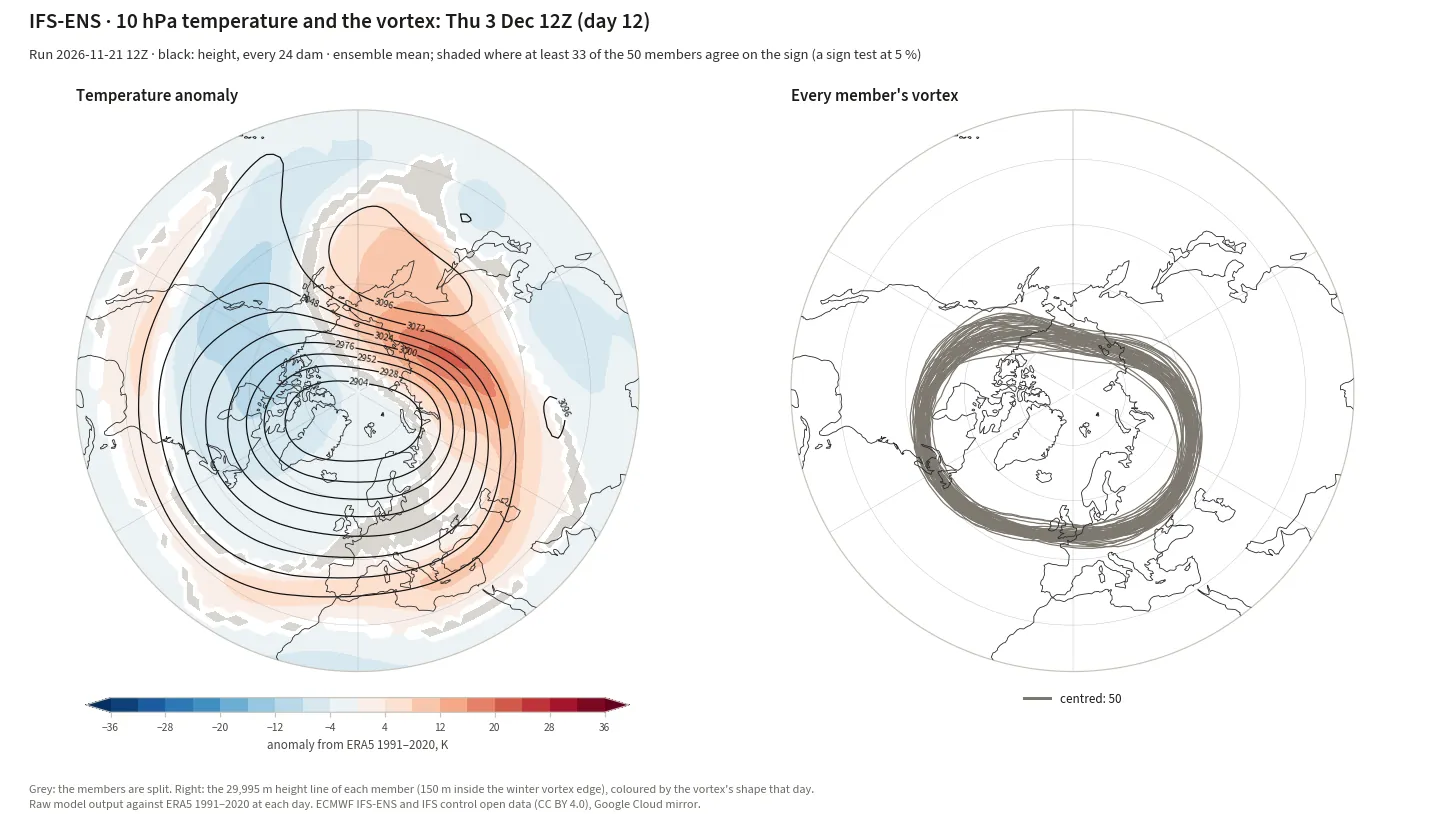 IFS-ENS · 10 hPa temperature and the vortex: Thu 3 Dec 12Z (day 12)
Run 2026-11-21 12Z · black: height, every 24 dam · ensemble mean; shaded where at least 33 of the 50 members agree on the sign (a sign test at 5 %)
Temperature anomaly
Every member's vortex
3048
3096
3072
3024
3000
2976
2952
2928
2904
3096
centred: 50
−36 −28 −20 −12 −4 4 12 20 28 36
anomaly from ERA5 1991–2020, K
Grey: the members are split. Right: the 29,995 m height line of each member (150 m inside the winter vortex edge), coloured by the vortex's shape that day.
Raw model output against ERA5 1991–2020 at each day. ECMWF IFS-ENS and IFS control open data (CC BY 4.0), Google Cloud mirror.